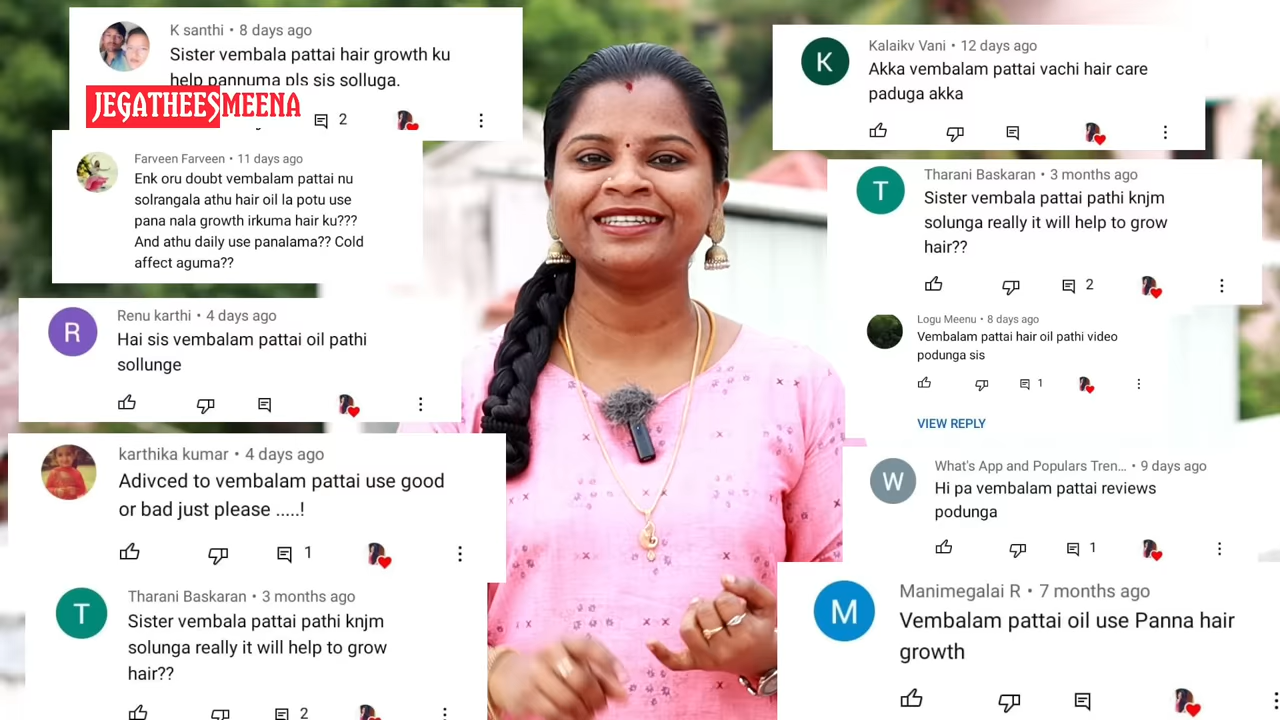 K santhi • 8 days ago
Sister vembala pattai hair growth ku
help pannuma pls sis solluga.
JEGATHEESMEENA
2
Farveen Farveen • 11 days ago
Enk oru doubt vembalam pattai nu
solrangala athu hair oil la potu use
pana nala growth irkuma hair ku???
And athu daily use panalama?? Cold
affect aguma??
R
Renu karthi • 4 days ago
Hai sis vembalam pattai oil pathi
sollunge
karthika kumar • 4 days ago
Adivced to vembalam pattai use good
or bad just please .....!
1
T
Tharani Baskaran • 3 months ago
Sister vembala pattai pathi knjm
solunga really it will help to grow
hair??
2
K
Kalaikv Vani • 12 days ago
Akka vembalam pattai vachi hair care
paduga akka
T
Tharani Baskaran • 3 months ago
Sister vembala pattai pathi knjm
solunga really it will help to grow
hair??
2
Logu Meenu • 8 days ago
Vembalam pattai hair oil pathi video
podunga sis
1
VIEW REPLY
W
What's App and Populars Tren... • 9 days ago
Hi pa vembalam pattai reviews
podunga
1
M
Manimegalai R • 7 months ago
Vembalam pattai oil use Panna hair
growth